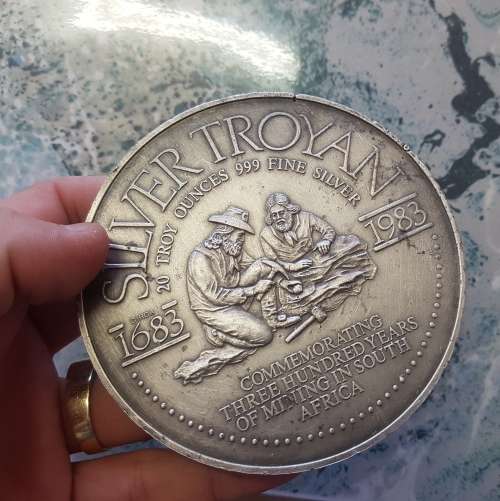 SILVER TROYAN
20 TROY OUNCES 999 FINE SILVER
1683
1983
COMMEMORATING
THREE HUNDRED YEARS
OF MINING IN SOUTH
AFRICA